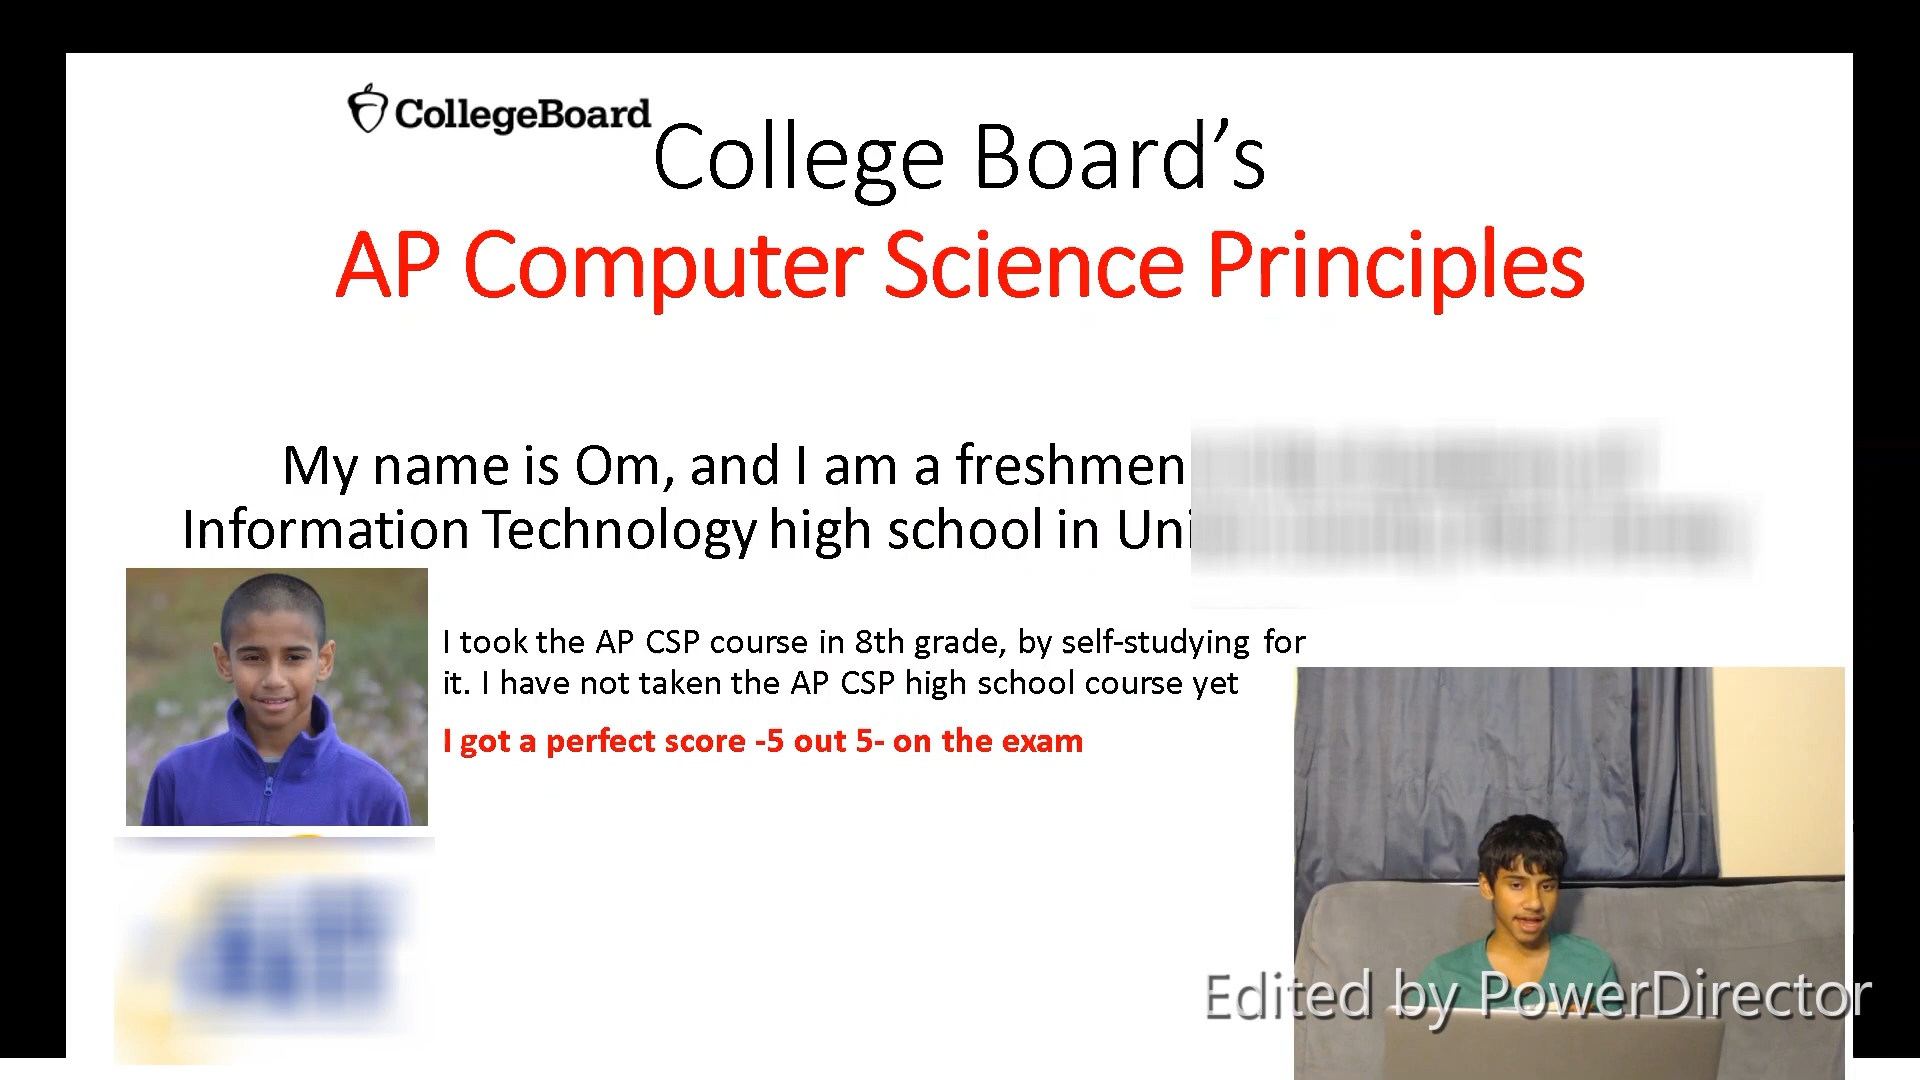 CollegeBoard
College Board’s
AP Computer Science Principles
My name is Om, and I am a freshmen
Information Technology high school in
I took the AP CSP course in 8th grade, by self-studying for
it. I have not taken the AP CSP high school course yet
I got a perfect score -5 out 5- on the exam
Edited by PowerDirector